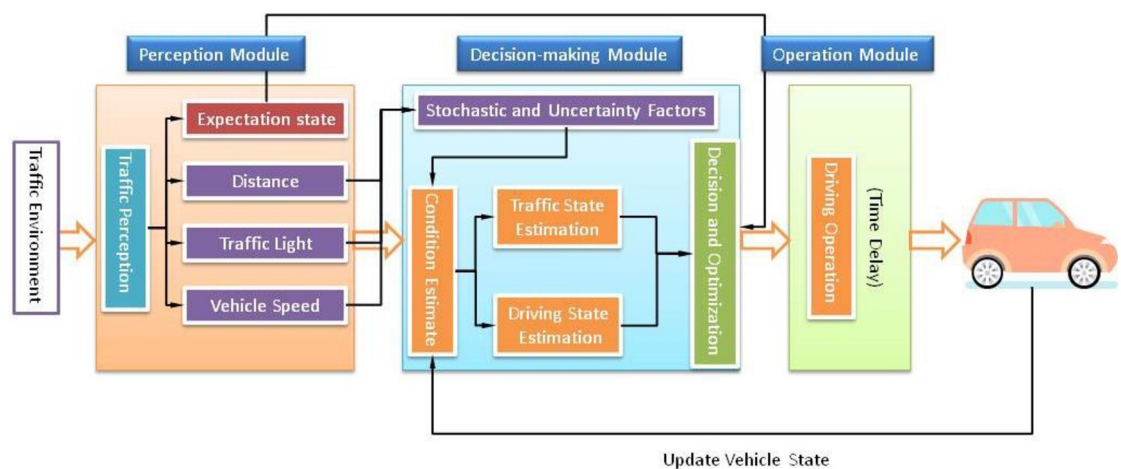 Perception Module
Decision-making Module
Operation Module
Traffic Environment
Traffic Perception
Expectation state
Distance
Traffic Light
Vehicle Speed
Stochastic and Uncertainty Factors
Condition Estimate
Traffic State
Estimation
Driving State
Estimation
Decision and Optimization
Driving Operation
(Time Delay)
Update Vehicle State